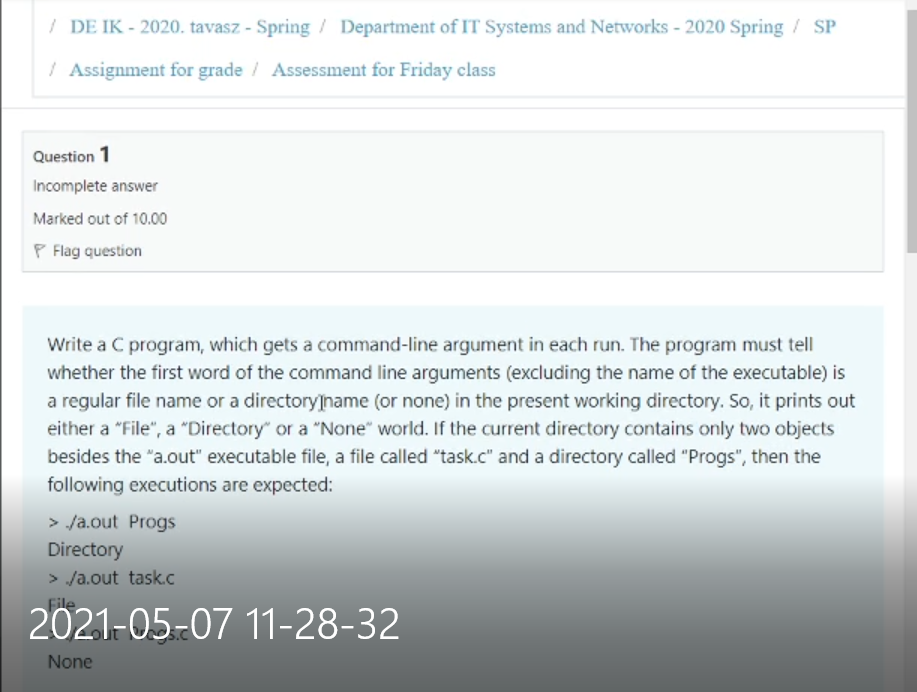 / DE IK - 2020. tavasz - Spring / Department of IT Systems and Networks - 2020 Spring / SP
/ Assignment for grade / Assessment for Friday class
Question 1
Incomplete answer
Marked out of 10.00
Flag question
Write a C program, which gets a command-line argument in each run. The program must tell
whether the first word of the command line arguments (excluding the name of the executable) is
a regular file name or a directory name (or none) in the present working directory. So, it prints out
either a "File", a "Directory" or a "None" world. If the current directory contains only two objects
besides the "a.out" executable file, a file called "task.c" and a directory called "Progs", then the
following executions are expected:
> ./a.out Progs
Directory
> ./a.out task.c
File
2021-05-07 11-28-32
> ./a.out Progs.c
None